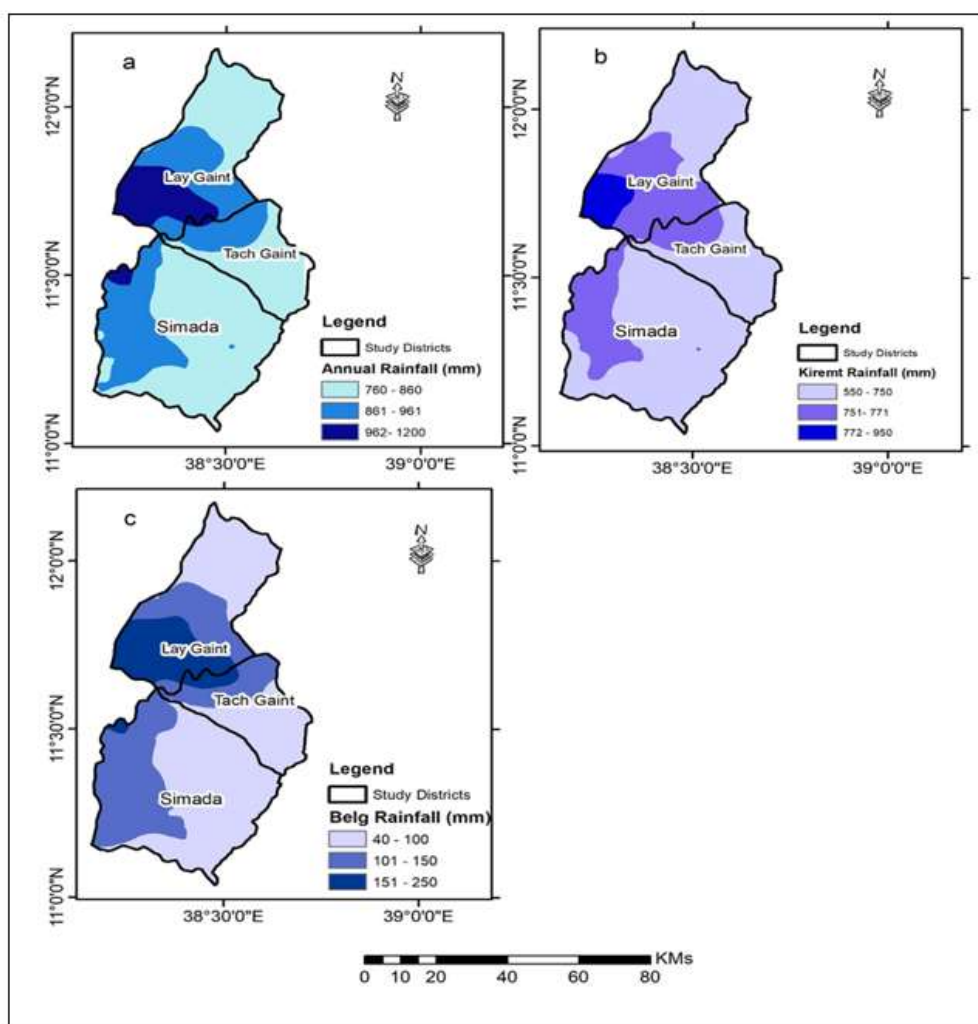 a
N
12°0'0"N
11°30'0"N
11°0'0"N
Lay Gaint
Tach Gaint
Simada
Legend
Study Districts
Annual Rainfall (mm)
760 - 860
861 - 961
962- 1200
38°30'0"E
39°0'0"E
b
N
12°0'0"N
11°30'0"N
11°0'0"N
Lay Gaint
Tach Gaint
Simada
Legend
Study Districts
Kiremt Rainfall (mm)
550 - 750
751- 771
772 - 950
38°30'0"E
39°0'0"E
c
N
12°0'0"N
11°30'0"N
11°0'0"N
Lay Gaint
Tach Gaint
Simada
Legend
Study Districts
Belg Rainfall (mm)
40 - 100
101 - 150
151 - 250
38°30'0"E
39°0'0"E
KMs
0 10 20 40 60 80